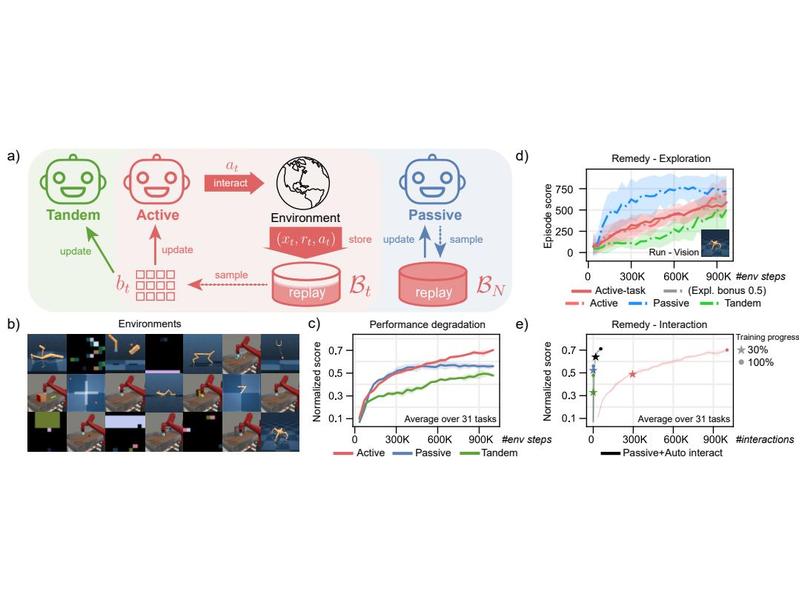 a)
a_t
interact
Tandem
Active
Environment
Passive
update
update
(x_t, r_t, a_t)
store
update
sample
b_t
sample
replay
B_t
replay
B_N
b)
Environments
c)
Performance degradation
Normalized score
0.7
0.5
0.3
0.1
Average over 31 tasks
0
300K
600K
900K
#env steps
Active
Passive
Tandem
d)
Remedy - Exploration
Episode score
750
500
250
0
Run - Vision
0
300K
600K
900K
#env steps
Active-task
(Expl. bonus 0.5)
Active
Passive
Tandem
e)
Remedy - Interaction
Normalized score
0.7
0.5
0.3
0.1
Average over 31 tasks
0
300K
600K
900K
#interactions
Training progress
30%
100%
Passive+Auto interact